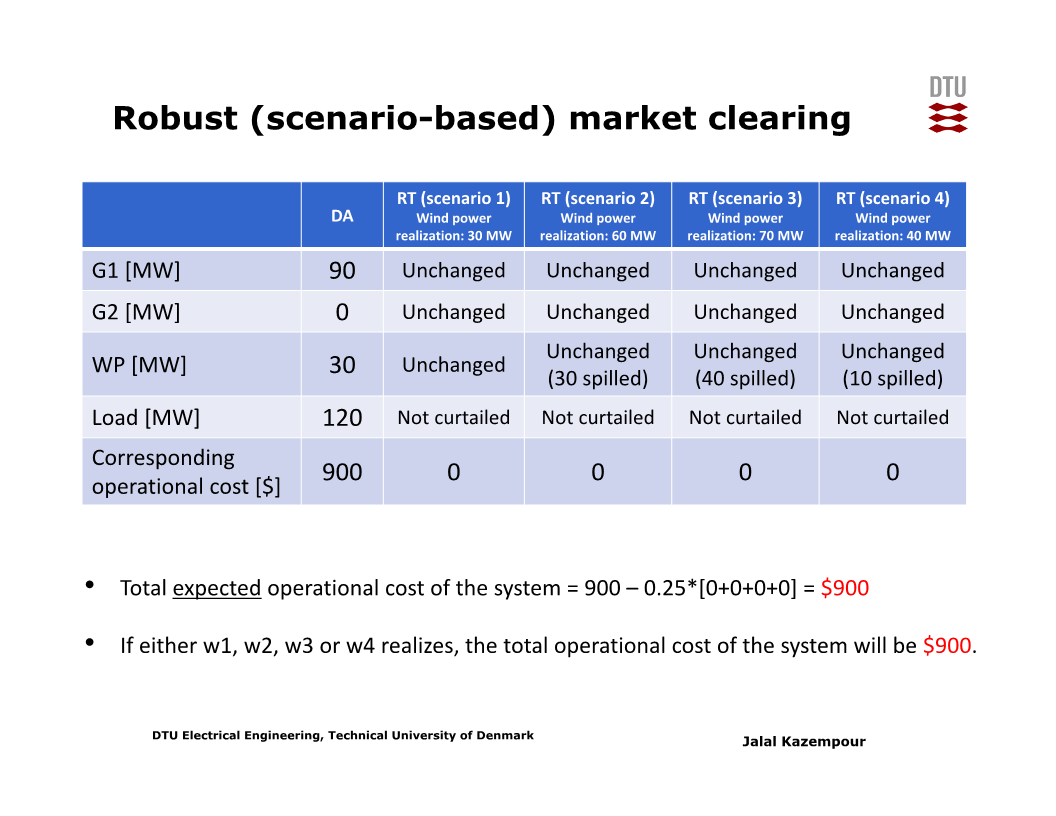 DTU
Robust (scenario-based) market clearing
DA
RT (scenario 1)
Wind power
realization: 30 MW
RT (scenario 2)
Wind power
realization: 60 MW
RT (scenario 3)
Wind power
realization: 70 MW
RT (scenario 4)
Wind power
realization: 40 MW
G1 [MW] 90 Unchanged Unchanged Unchanged Unchanged
G2 [MW] 0 Unchanged Unchanged Unchanged Unchanged
WP [MW] 30 Unchanged
Unchanged
(30 spilled)
Unchanged
(40 spilled)
Unchanged
(10 spilled)
Load [MW] 120 Not curtailed Not curtailed Not curtailed Not curtailed
Corresponding
operational cost [$] 900 0 0 0 0
• Total expected operational cost of the system = 900 – 0.25*[0+0+0+0] = $900
• If either w1, w2, w3 or w4 realizes, the total operational cost of the system will be $900.
DTU Electrical Engineering, Technical University of Denmark
Jalal Kazempour